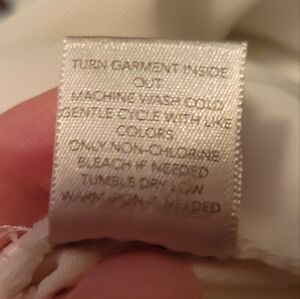 TURN GARMENT INSIDE
OUT
MACHINE WASH COLD
GENTLE CYCLE WITH LIKE
COLORS
ONLY NON-CHLORINE
BLEACH IF NEEDED
TUMBLE DRY LOW
WARM IRON IF NEEDED